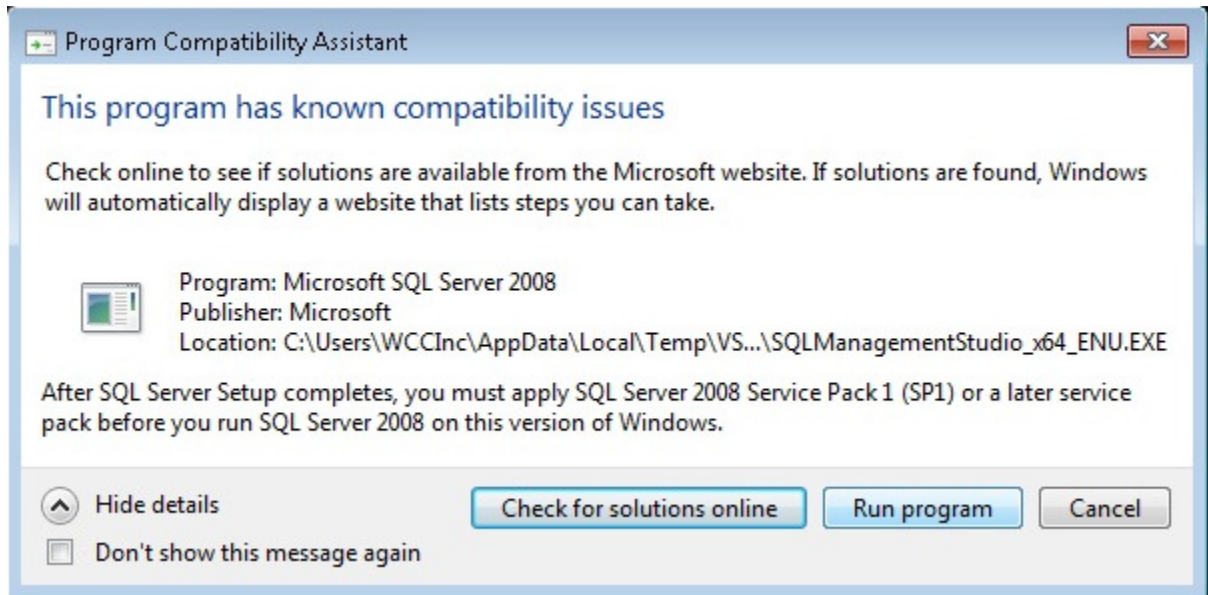 Program Compatibility Assistant
This program has known compatibility issues
Check online to see if solutions are available from the Microsoft website. If solutions are found, Windows
will automatically display a website that lists steps you can take.
Program: Microsoft SQL Server 2008
Publisher: Microsoft
Location: C:\Users\WCCInc\AppData\Local\Temp\VS...\SQLManagementStudio_x64_ENU.EXE
After SQL Server Setup completes, you must apply SQL Server 2008 Service Pack 1 (SP1) or a later service
pack before you run SQL Server 2008 on this version of Windows.
Hide details
Check for solutions online
Run program
Cancel
Don't show this message again